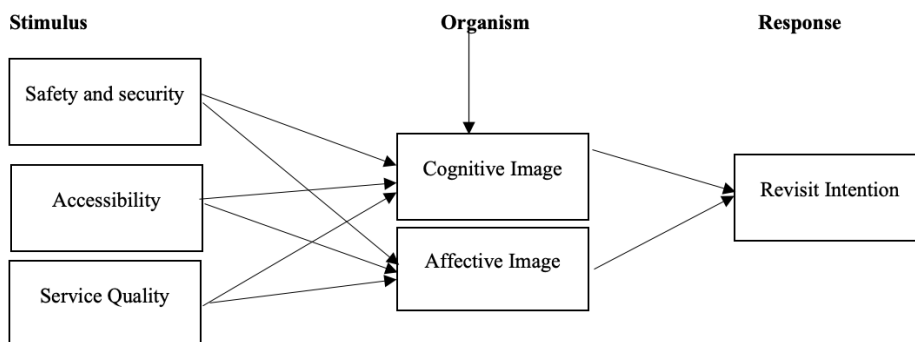 Stimulus
Organism
Response
Safety and security
Cognitive Image
Accessibility
Revisit Intention
Affective Image
Service Quality